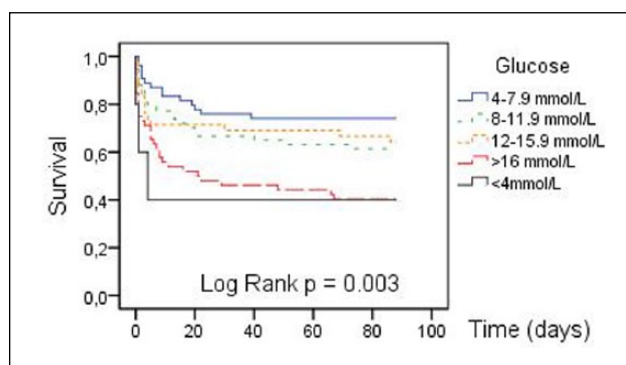 Glucose
4-7.9 mmol/L
8-11.9 mmol/L
12-15.9 mmol/L
>16 mmol/L
<4mmol/L
Survival
1,0
0,8
0,6
0,4
0,2
0,0
Log Rank p = 0.003
0 20 40 60 80 100
Time (days)